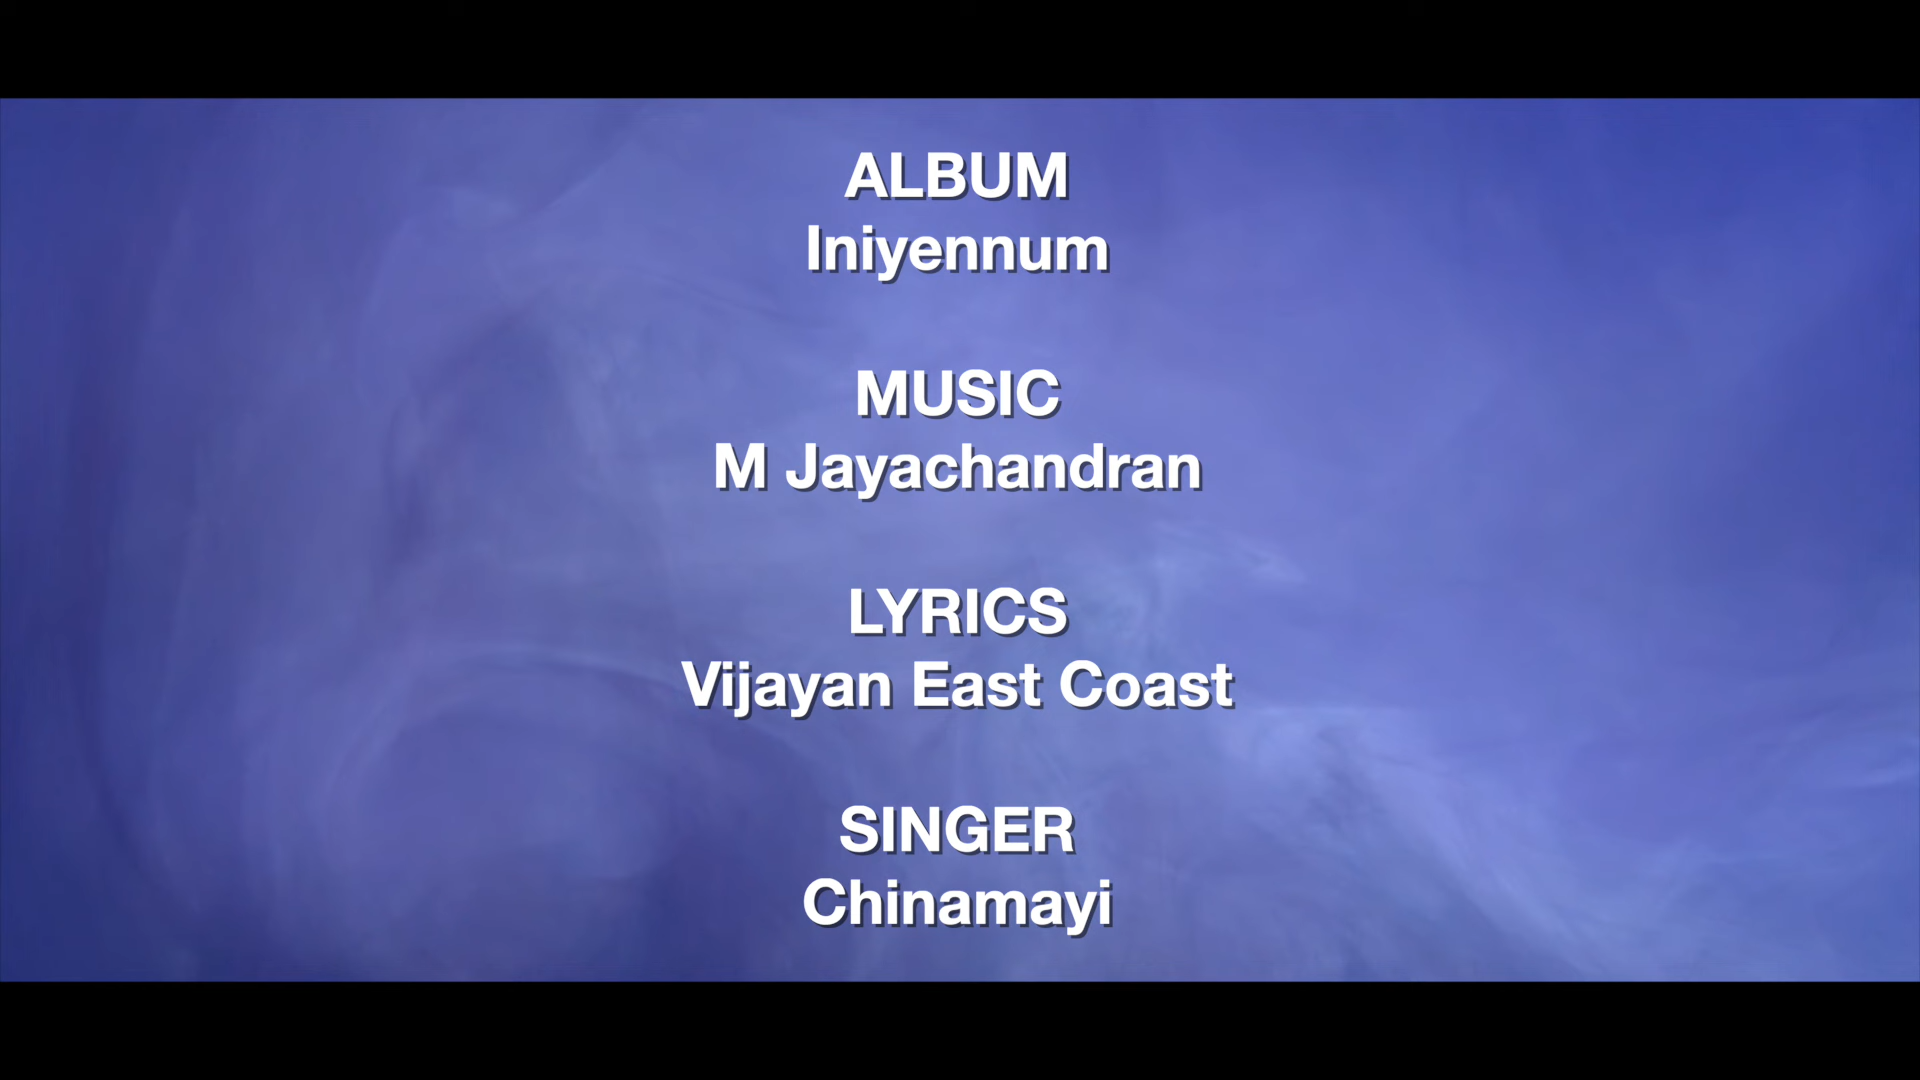 ALBUM
Iniyennum
MUSIC
M Jayachandran
LYRICS
Vijayan East Coast
SINGER
Chinamayi